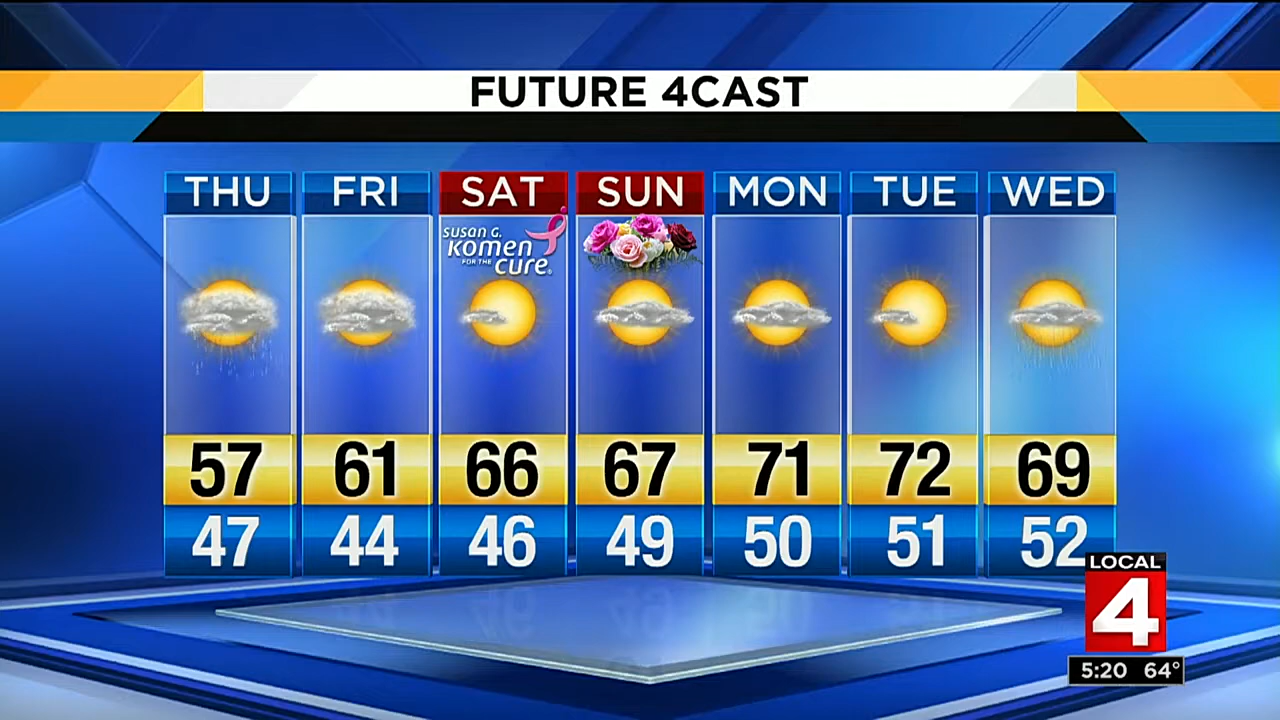 FUTURE 4CAST
THU FRI SAT SUN MON TUE WED
SUSAN G.
Komen
FOR THE
cure®
57 61 66 67 71 72 69
47 44 46 49 50 51 52
LOCAL
4
5:20 64°